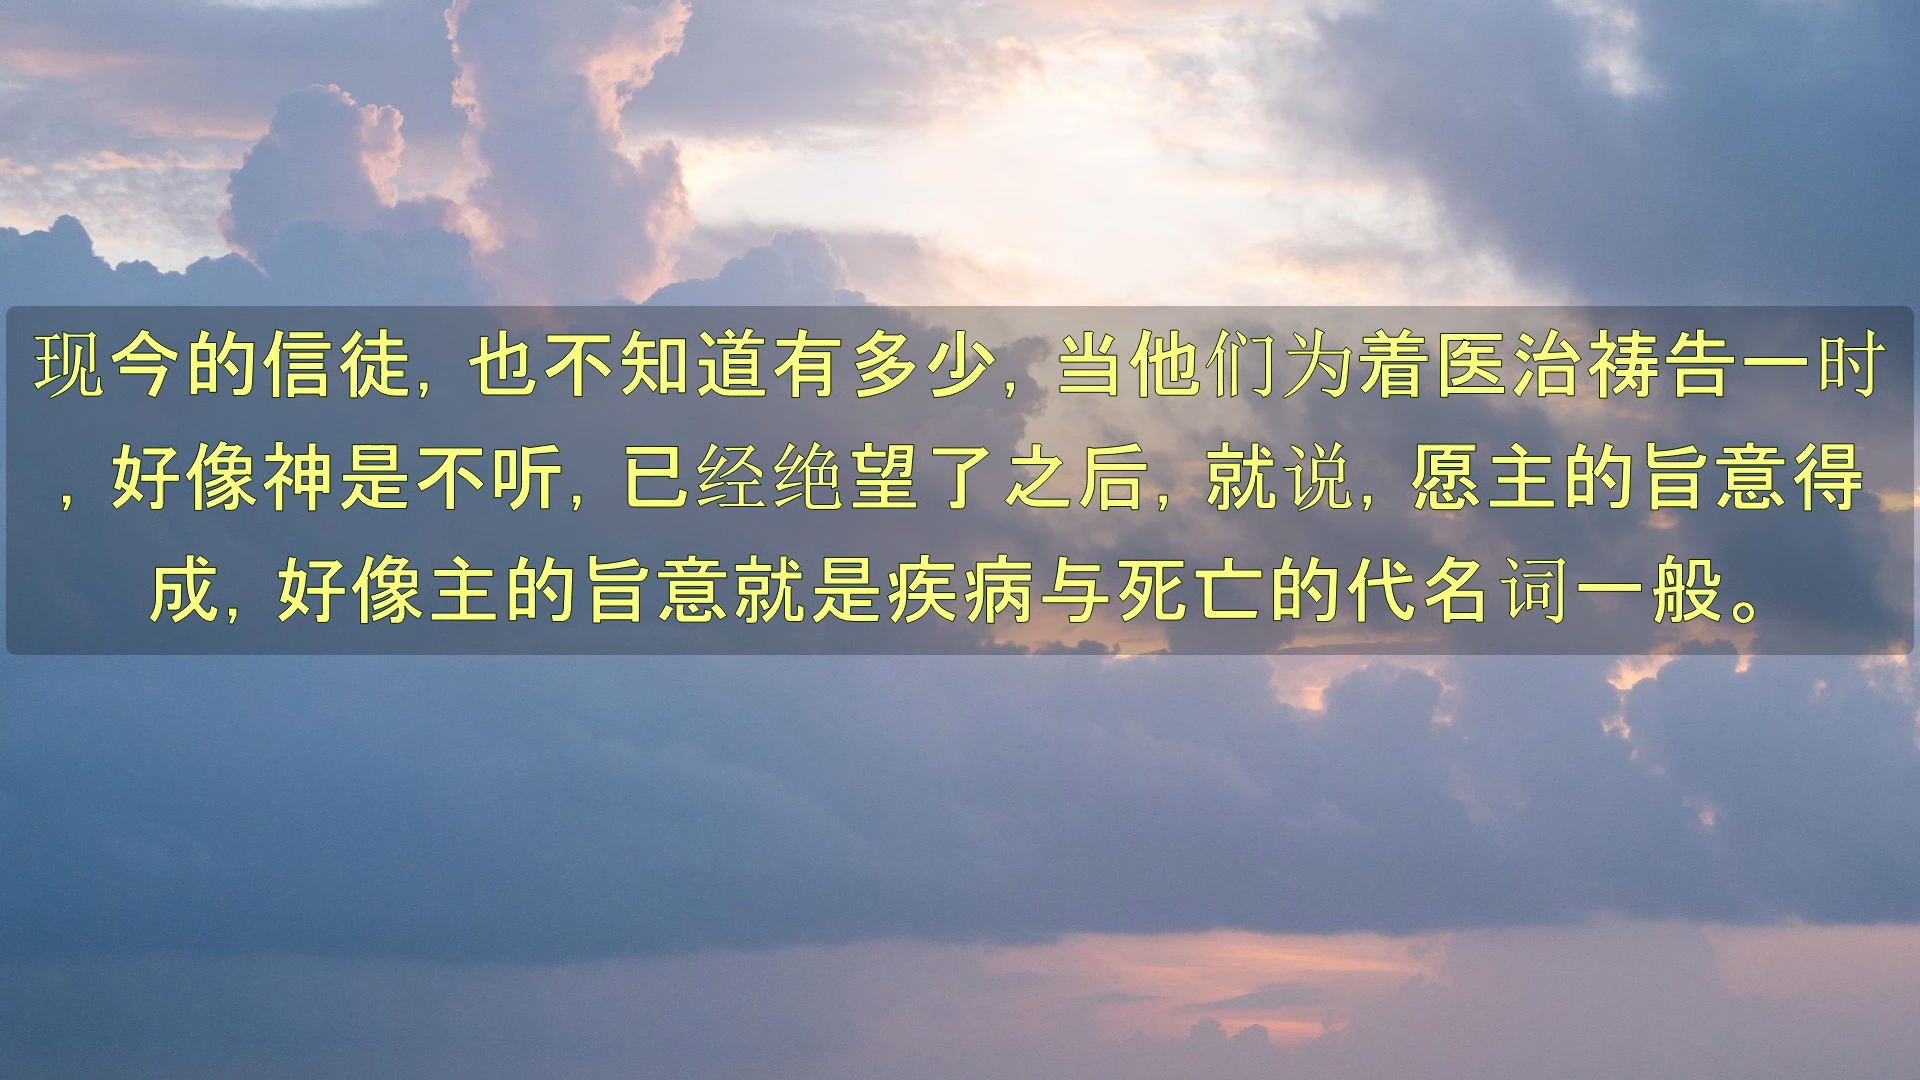 现今的信徒, 也不知道有多少, 当他们为着医治祷告一时
, 好像神是不听, 已经绝望了之后, 就说, 愿主的旨意得
成, 好像主的旨意就是疾病与死亡的代名词一般。